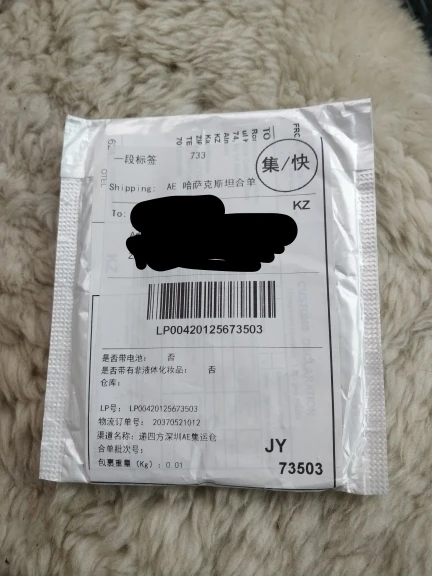 FRC
TO
一段标签 733
集/快
Shipping: AE 哈萨克斯坦合单
To:
KZ
LP00420125673503
是否带电池: 否
是否带有非液体化妆品: 否
仓库:
LP号: LP00420125673503
物流订单号: 20370521012
渠道名称: 递四方深圳AE集运仓
合单批次号:
包裹重量 (Kg): 0.01
JY
73503